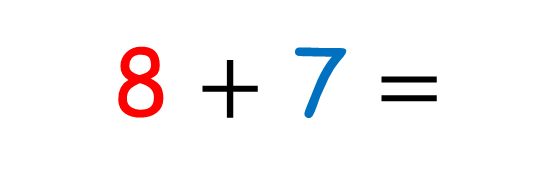 8 + 7 =